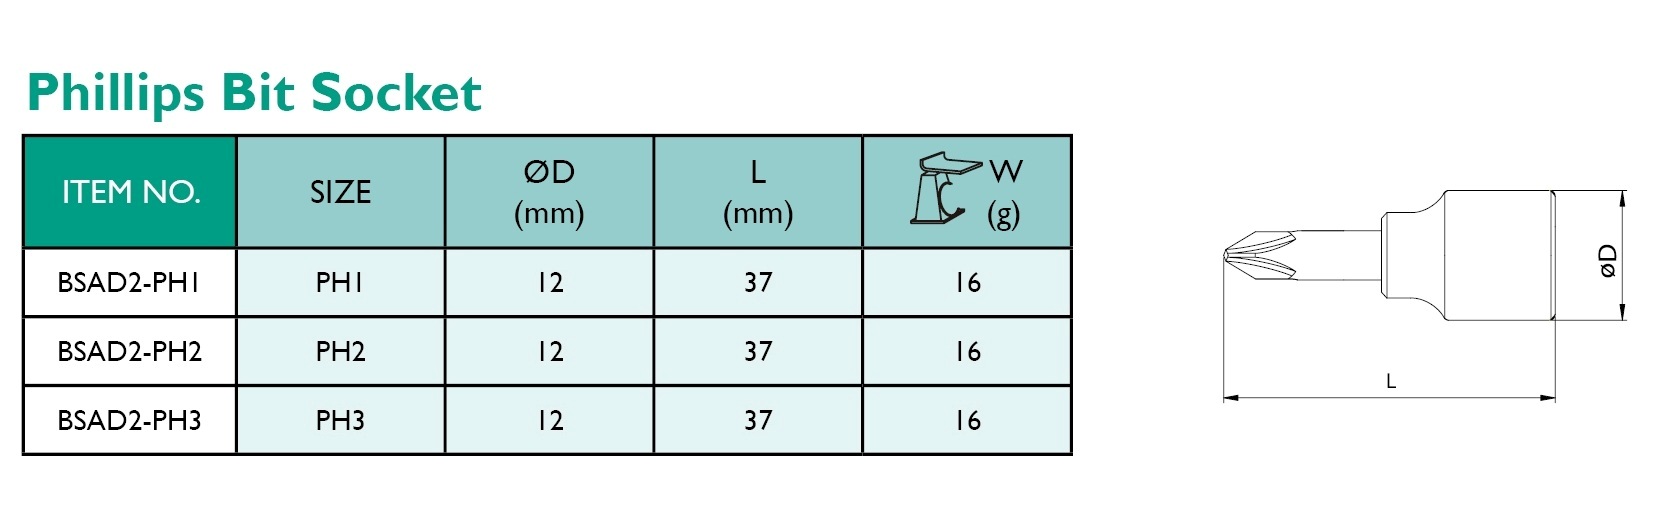 Phillips Bit Socket
ITEM NO. SIZE ØD (mm) L (mm) W (g)
BSAD2-PH1 PH1 12 37 16
BSAD2-PH2 PH2 12 37 16
BSAD2-PH3 PH3 12 37 16
øD
L